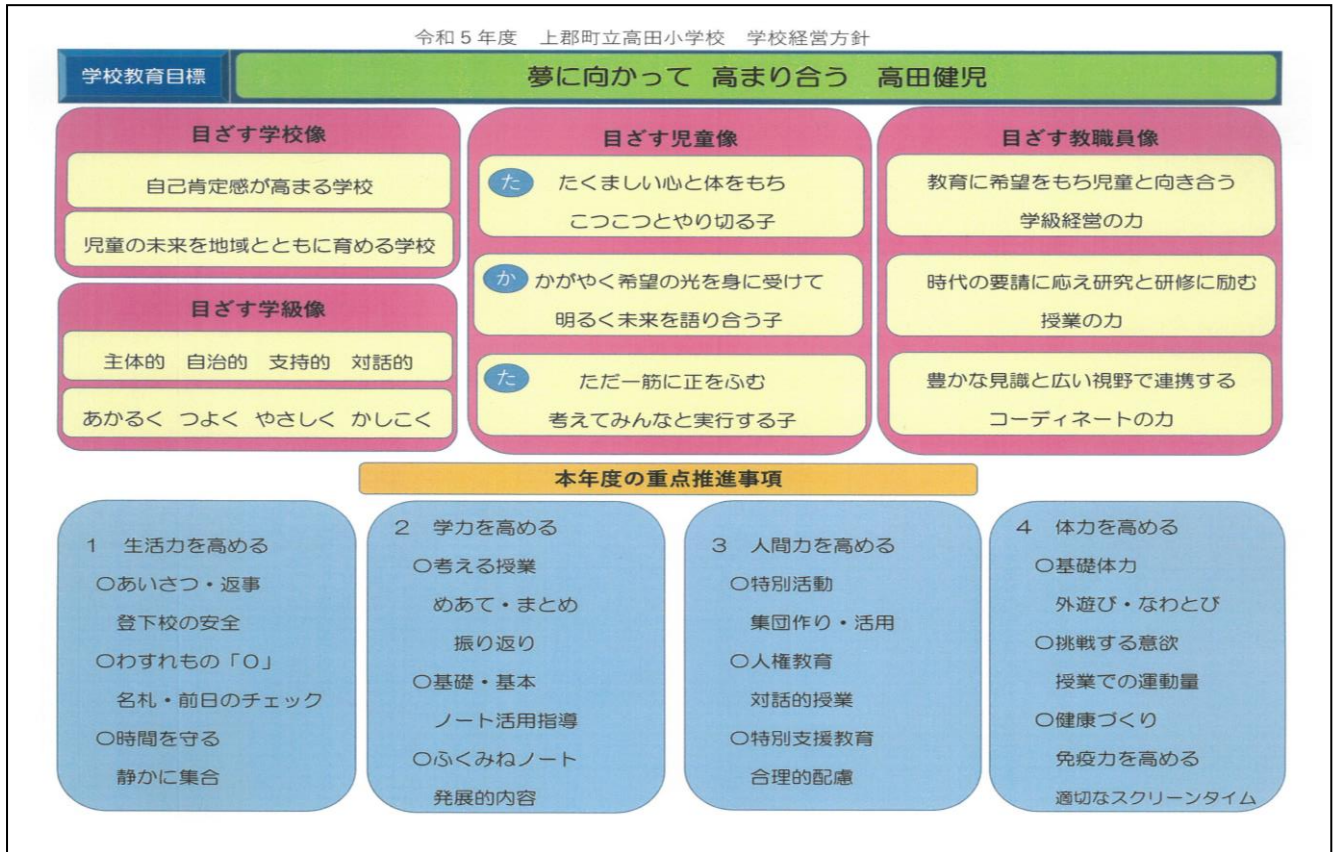 令和５年度　上郡町立高田小学校　学校経営方針
学校教育目標
夢に向かって 高まり合う　高田健児
目ざす学校像
自己肯定感が高まる学校
児童の未来を地域とともに育める学校
目ざす学級像
主体的　自治的　支持的　対話的
あかるく　つよく　やさしく　かしこく
目ざす児童像
た　たくましい心と体をもち
こつこつとやり切る子
か　かがやく希望の光を身に受けて
明るく未来を語り合う子
た　ただ一筋に正をふむ
考えてみんなと実行する子
目ざす教職員像
教育に希望をもち児童と向き合う
学級経営の力
時代の要請に応え研究と研修に励む
授業の力
豊かな見識と広い視野で連携する
コーディネートの力
本年度の重点推進事項
１　生活力を高める
○あいさつ・返事
登下校の安全
○わすれもの「０」
名札・前日のチェック
○時間を守る
静かに集合
２　学力を高める
○考える授業
めあて・まとめ
振り返り
○基礎・基本
ノート活用指導
○ふくみねノート
発展的内容
３　人間力を高める
○特別活動
集団作り・活用
○人権教育
対話的授業
○特別支援教育
合理的配慮
４　体力を高める
○基礎体力
外遊び・なわとび
○挑戦する意欲
授業での運動量
○健康づくり
免疫力を高める
適切なスクリーンタイム